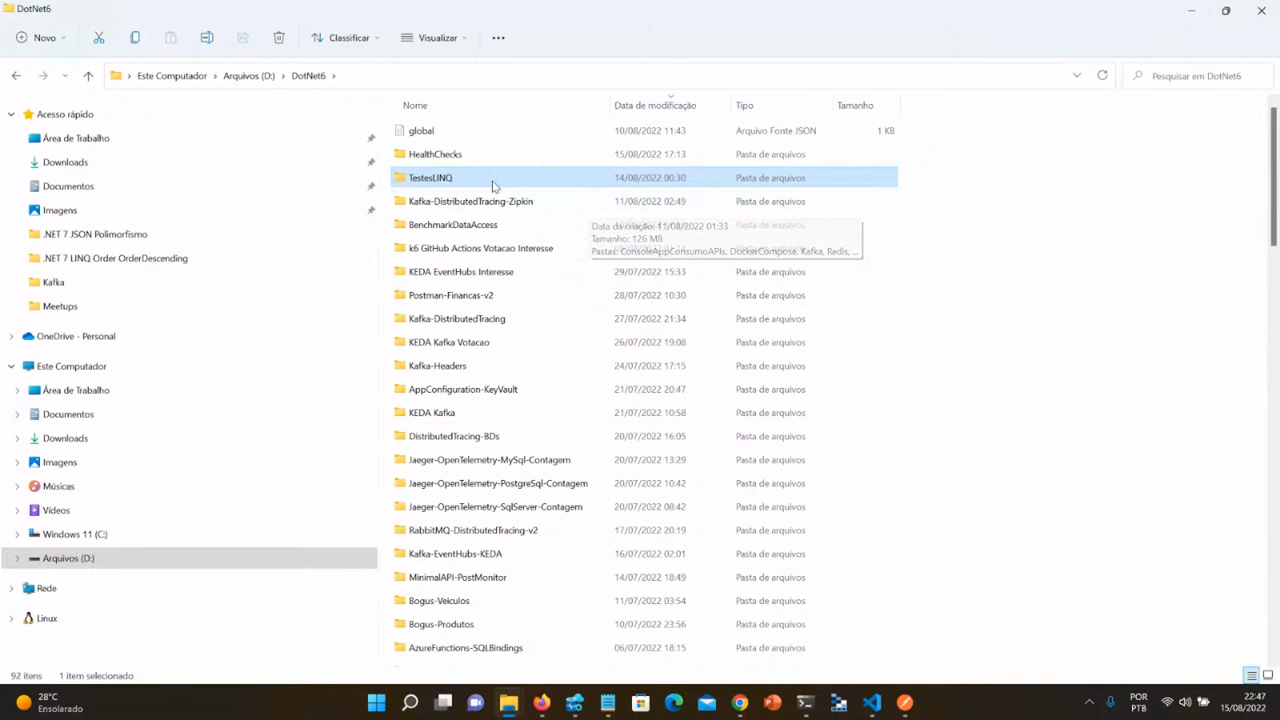 DotNet6
Novo
Classificar
Visualizar
Este Computador > Arquivos (D:) > DotNet6 >
Pesquisar em DotNet6
Acesso rápido
Área de Trabalho
Downloads
Documentos
Imagens
.NET 7 JSON Polimorfismo
.NET 7 LINQ Order OrderDescending
Kafka
Meetups
OneDrive - Personal
Este Computador
Área de Trabalho
Documentos
Downloads
Imagens
Músicas
Vídeos
Windows 11 (C:)
Arquivos (D:)
Rede
Linux
Nome Data de modificação Tipo Tamanho
global 10/08/2022 11:43 Arquivo Fonte JSON 1 KB
HealthChecks 15/08/2022 17:13 Pasta de arquivos
TestesLINQ 14/08/2022 00:30 Pasta de arquivos
Kafka-DistributedTracing-Zipkin 11/08/2022 02:49 Pasta de arquivos
BenchmarkDataAccess
k6 GitHub Actions Votacao Interesse
Data da criação: 11/08/2022 01:33
Tamanho: 126 MB
Pastas: ConsoleAppConsumoAPIs, DockerCompose, Kafka, Redis, ...
KEDA EventHubs Interesse 29/07/2022 15:33 Pasta de arquivos
Postman-Financas-v2 28/07/2022 10:30 Pasta de arquivos
Kafka-DistributedTracing 27/07/2022 21:34 Pasta de arquivos
KEDA Kafka Votacao 26/07/2022 19:08 Pasta de arquivos
Kafka-Headers 24/07/2022 17:15 Pasta de arquivos
AppConfiguration-KeyVault 21/07/2022 20:47 Pasta de arquivos
KEDA Kafka 21/07/2022 10:58 Pasta de arquivos
DistributedTracing-BDs 20/07/2022 16:05 Pasta de arquivos
Jaeger-OpenTelemetry-MySql-Contagem 20/07/2022 13:29 Pasta de arquivos
Jaeger-OpenTelemetry-PostgreSql-Contagem 20/07/2022 10:42 Pasta de arquivos
Jaeger-OpenTelemetry-SqlServer-Contagem 20/07/2022 08:42 Pasta de arquivos
RabbitMQ-DistributedTracing-v2 17/07/2022 20:19 Pasta de arquivos
Kafka-EventHubs-KEDA 16/07/2022 02:01 Pasta de arquivos
MinimalAPI-PostMonitor 14/07/2022 18:49 Pasta de arquivos
Bogus-Veiculos 11/07/2022 03:54 Pasta de arquivos
Bogus-Produtos 10/07/2022 23:56 Pasta de arquivos
AzureFunctions-SQLBindings 06/07/2022 18:15 Pasta de arquivos
92 itens 1 item selecionado
28°C
Ensolarado
POR
PTB
22:47
15/08/2022